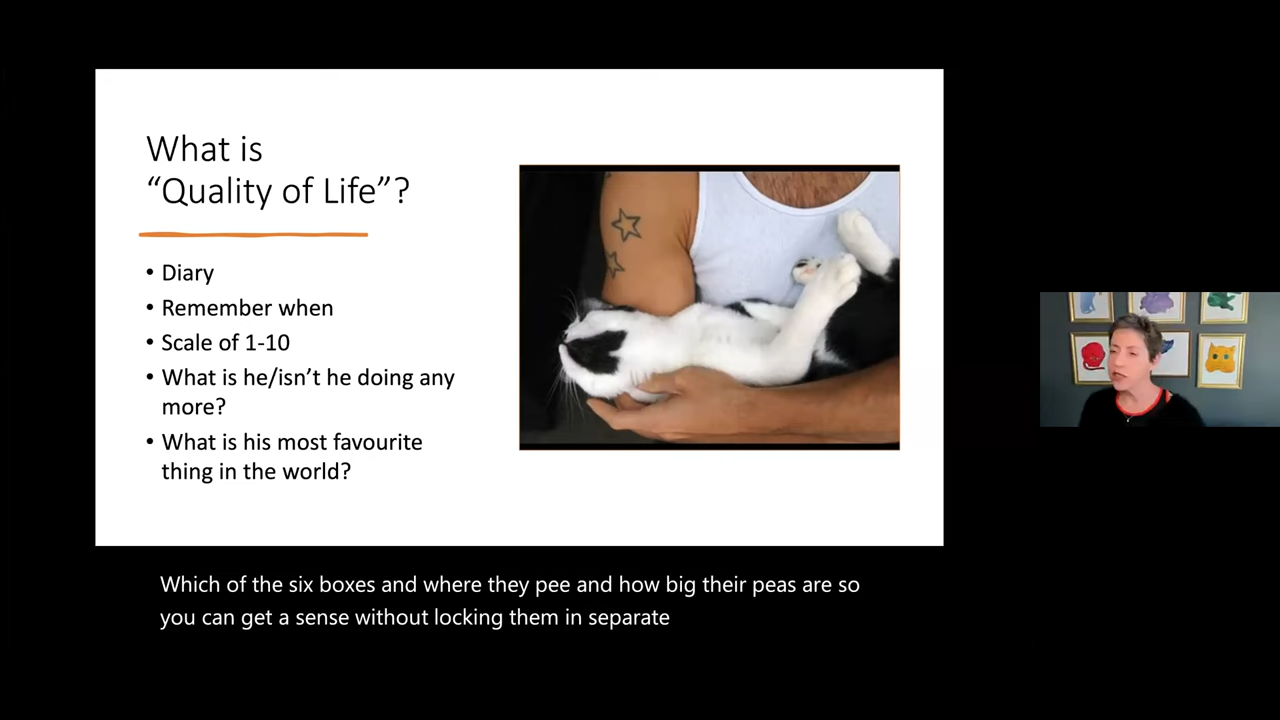 What is
“Quality of Life”?
• Diary
• Remember when
• Scale of 1-10
• What is he/isn’t he doing any
more?
• What is his most favourite
thing in the world?
Which of the six boxes and where they pee and how big their peas are so
you can get a sense without locking them in separate